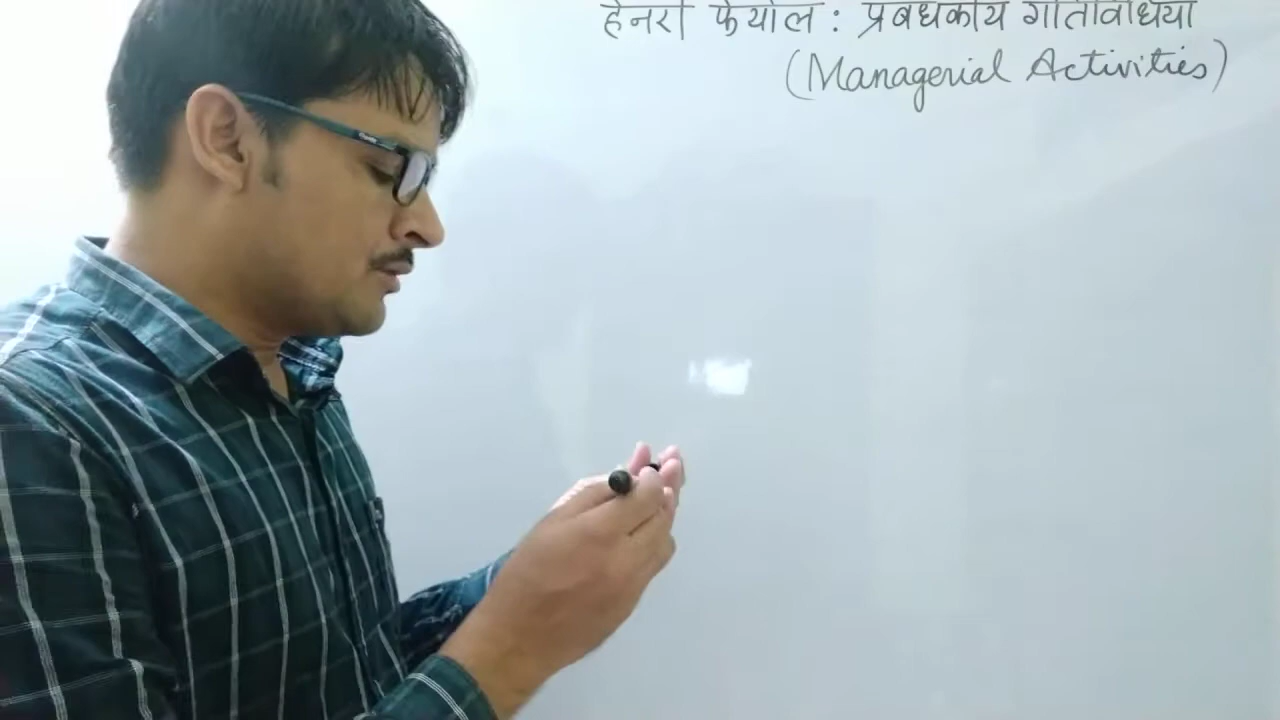 हेनरी फेयोल : प्रबंधकीय गतिविधियाँ
(Managerial Activities)